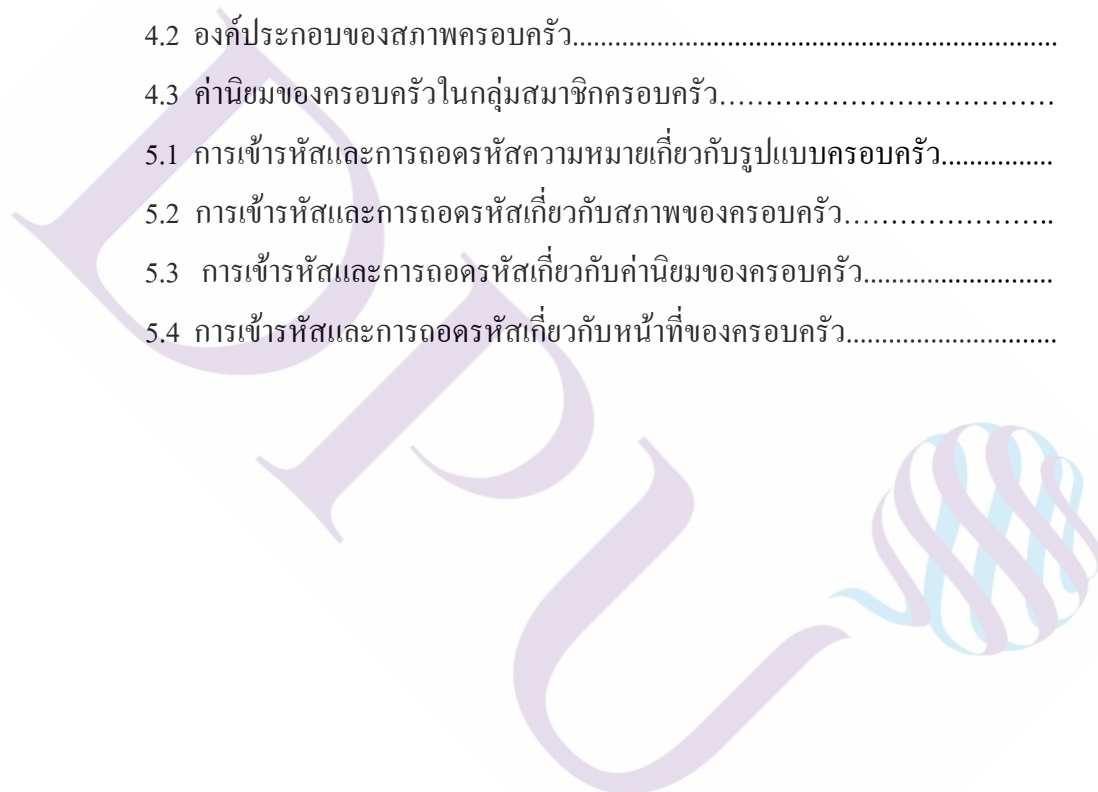 4.2 องค์ประกอบของสภาพครอบครัว.....................................................................
4.3 ค่านิยมของครอบครัวในกลุ่มสมาชิกครอบครัว………………………………
5.1 การเข้ารหัสและการถอดรหัสความหมายเกี่ยวกับรูปแบบครอบครัว................
5.2 การเข้ารหัสและการถอดรหัสเกี่ยวกับสภาพของครอบครัว…………………..
5.3 การเข้ารหัสและการถอดรหัสเกี่ยวกับค่านิยมของครอบครัว...........................
5.4 การเข้ารหัสและการถอดรหัสเกี่ยวกับหน้าที่ของครอบครัว..............................
DPU